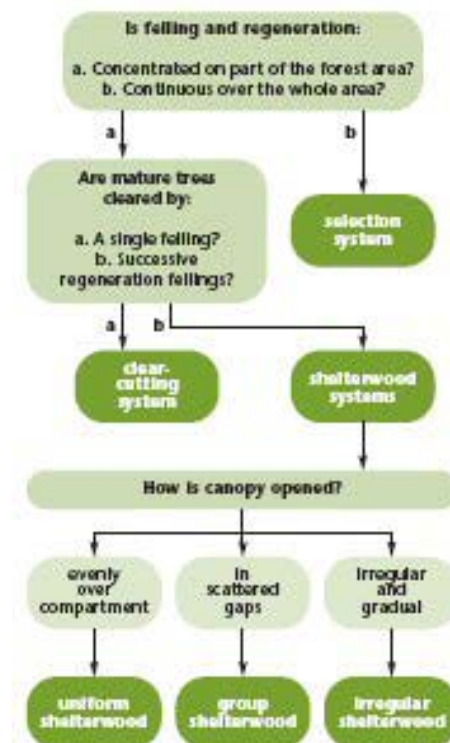 Is felling and regeneration:
a. Concentrated on part of the forest area?
b. Continuous over the whole area?
a
b
Are mature trees
cleared by:
a. A single felling?
b. Successive
regeneration fellings?
selection
system
a
b
clear-
cutting
system
shelterwood
systems
How is canopy opened?
evenly
over
compartment
in
scattered
gaps
irregular
and
gradual
uniform
shelterwood
group
shelterwood
irregular
shelterwood